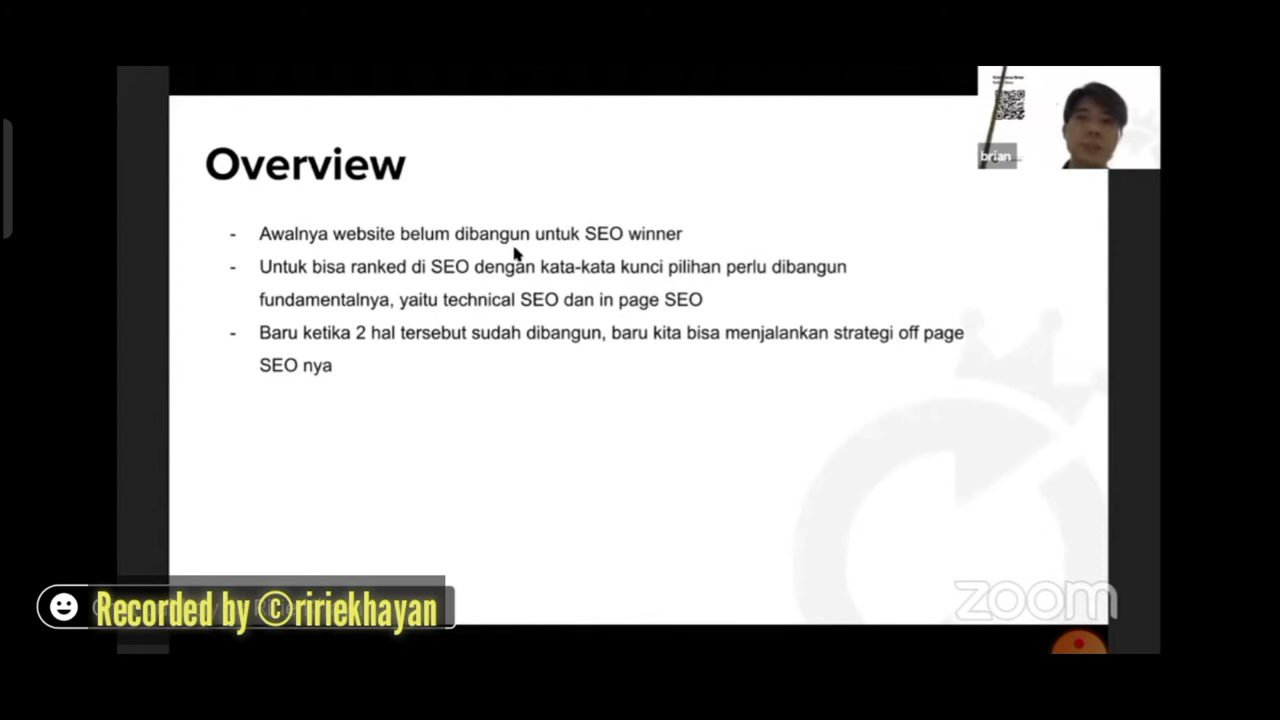 Overview
- Awalnya website belum dibangun untuk SEO winner
- Untuk bisa ranked di SEO dengan kata-kata kunci pilihan perlu dibangun
fundamentalnya, yaitu technical SEO dan in page SEO
- Baru ketika 2 hal tersebut sudah dibangun, baru kita bisa menjalankan strategi off page
SEO nya
brian
zoom
Recorded by ©ririekhayan